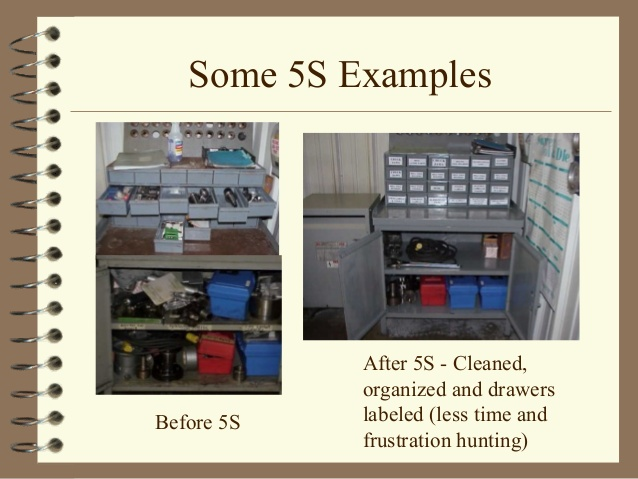 Some 5S Examples
Before 5S
After 5S - Cleaned,
organized and drawers
labeled (less time and
frustration hunting)